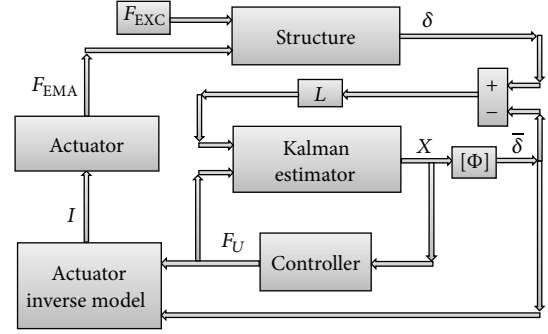 F_EXC
Structure
δ
F_EMA
L
+
−
Actuator
Kalman
estimator
X
[Φ]
δ̅
I
F_U
Actuator
inverse model
Controller